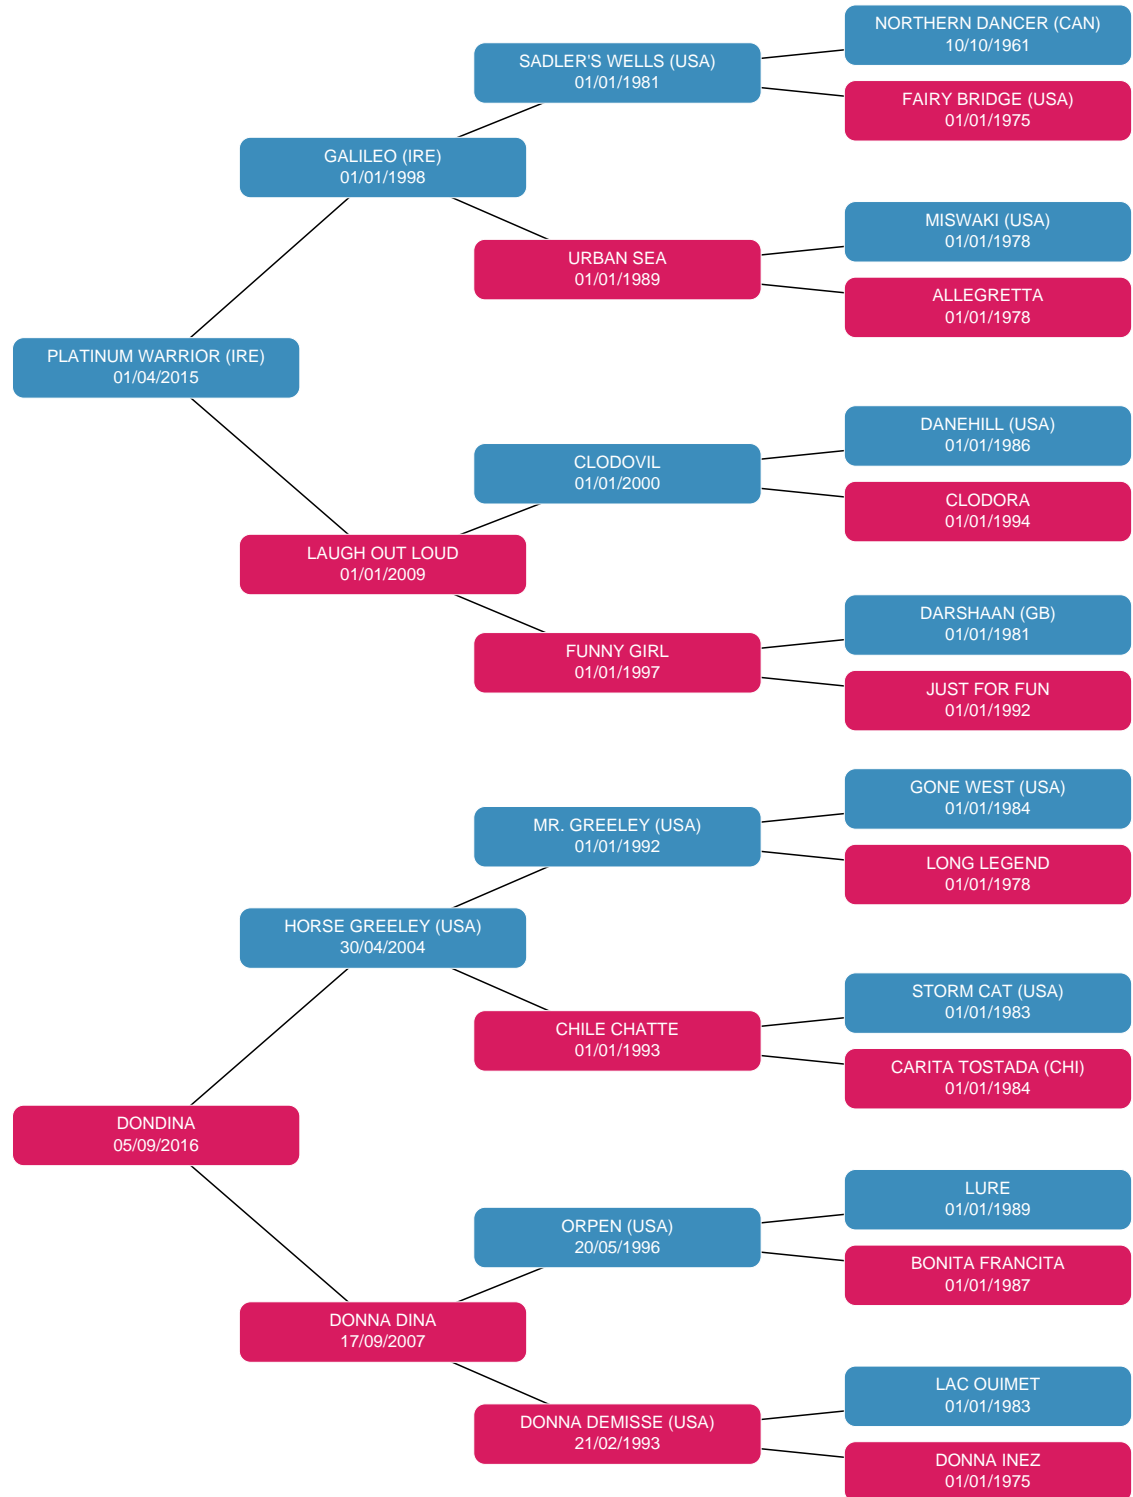 NORTHERN DANCER (CAN)
10/10/1961
SADLER'S WELLS (USA)
01/01/1981
FAIRY BRIDGE (USA)
01/01/1975
GALILEO (IRE)
01/01/1998
MISWAKI (USA)
01/01/1978
URBAN SEA
01/01/1989
ALLEGRETTA
01/01/1978
PLATINUM WARRIOR (IRE)
01/04/2015
DANEHILL (USA)
01/01/1986
CLODOVIL
01/01/2000
CLODORA
01/01/1994
LAUGH OUT LOUD
01/01/2009
DARSHAAN (GB)
01/01/1981
FUNNY GIRL
01/01/1997
JUST FOR FUN
01/01/1992
GONE WEST (USA)
01/01/1984
MR. GREELEY (USA)
01/01/1992
LONG LEGEND
01/01/1978
HORSE GREELEY (USA)
30/04/2004
STORM CAT (USA)
01/01/1983
CHILE CHATTE
01/01/1993
CARITA TOSTADA (CHI)
01/01/1984
DONDINA
05/09/2016
LURE
01/01/1989
ORPEN (USA)
20/05/1996
BONITA FRANCITA
01/01/1987
DONNA DINA
17/09/2007
LAC OUIMET
01/01/1983
DONNA DEMISSE (USA)
21/02/1993
DONNA INEZ
01/01/1975